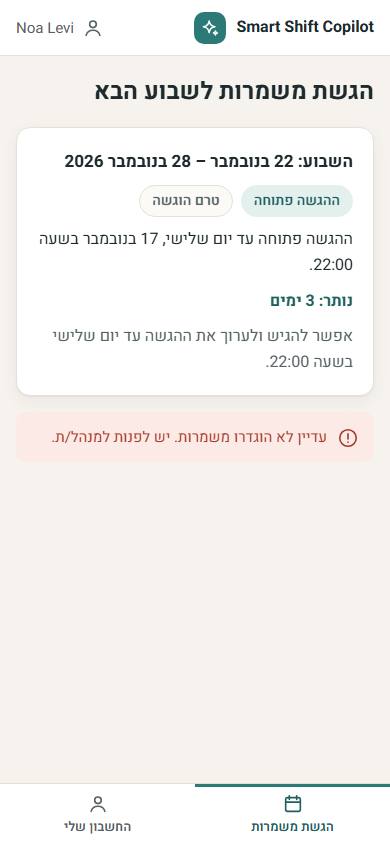 Smart Shift Copilot
Noa Levi
הגשת משמרות לשבוע הבא
השבוע: 22 בנובמבר – 28 בנובמבר 2026
ההגשה פתוחה
טרם הוגשה
ההגשה פתוחה עד יום שלישי, 17 בנובמבר בשעה
22:00.
נותר: 3 ימים
אפשר להגיש ולערוך את ההגשה עד יום שלישי
בשעה 22:00.
עדיין לא הוגדרו משמרות. יש לפנות למנהל/ת.
הגשת משמרות
החשבון שלי